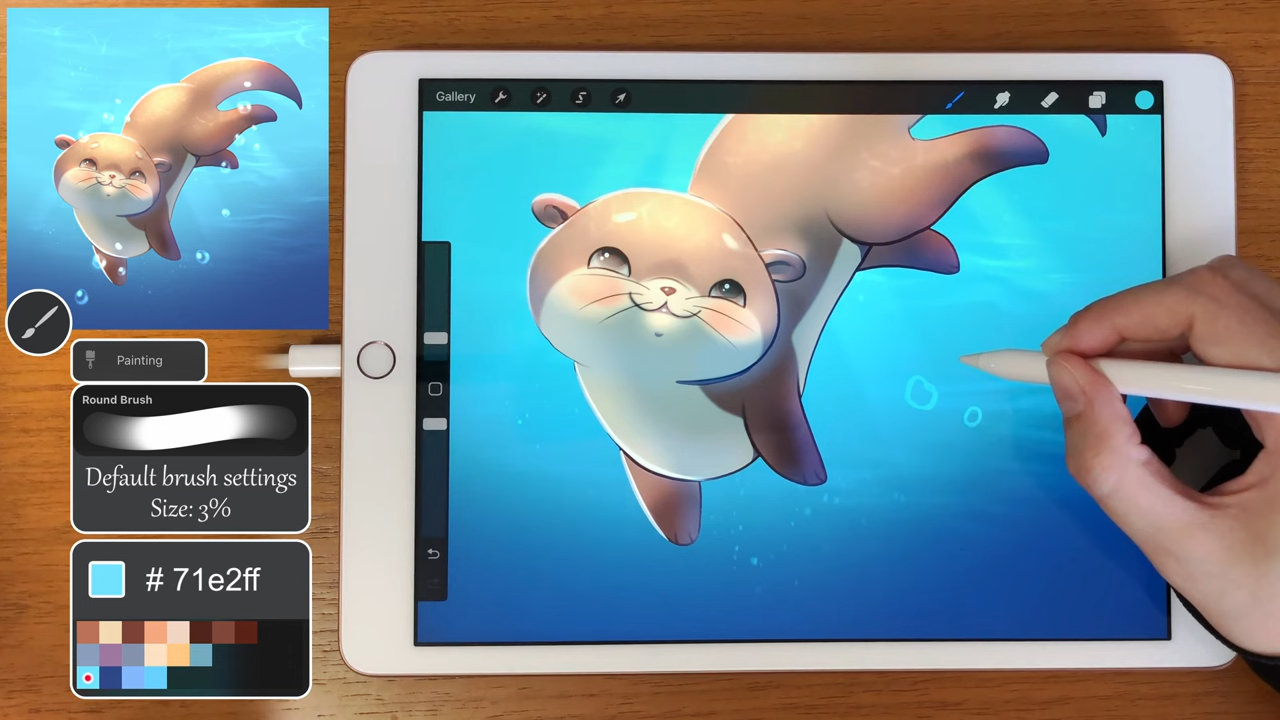 Gallery
Painting
Round Brush
Default brush settings
Size: 3%
# 71e2ff